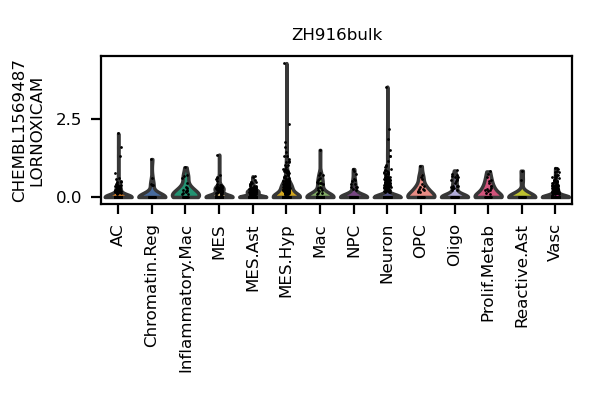 ZH916bulk
CHEMBL1569487
LORNOXICAM
2.5
0.0
AC
Chromatin.Reg
Inflammatory.Mac
MES
MES.Ast
MES.Hyp
Mac
NPC
Neuron
OPC
Oligo
Prolif.Metab
Reactive.Ast
Vasc